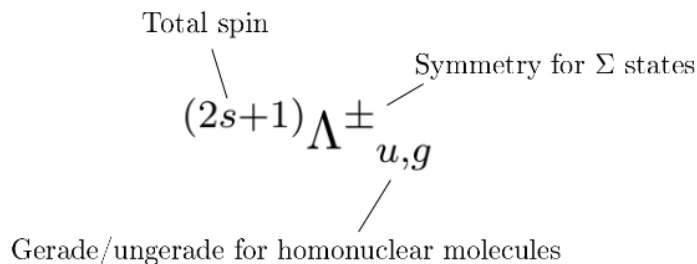 Total spin
Symmetry for Σ states
(2s+1)Λ±
u,g
Gerade/ungerade for homonuclear molecules